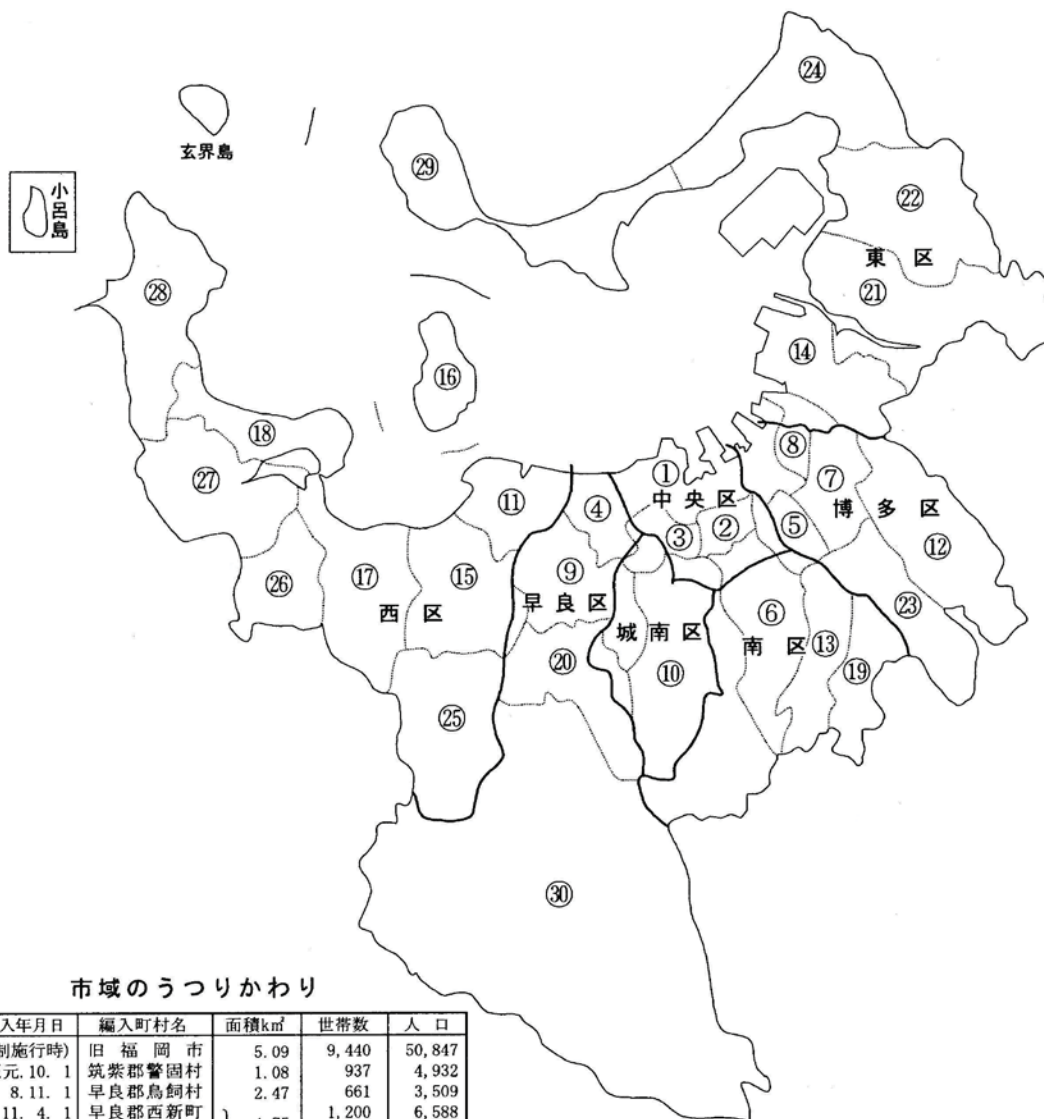 ㉔
玄界島
㉙
小呂島
㉒
東区
㉘
㉑
⑭
⑯
⑱
⑧
①
⑦
㉗
⑪
④
中央区
博多区
③
②
⑤
⑫
⑰
⑮
⑨
㉖
西区
早良区
⑥
㉓
城南区
南区
⑬
⑳
⑩
⑲
㉕
㉚
市域のうつりかわり
入年月日 編入町村名 面積km² 世帯数 人口
制施行時) 旧福岡市 5.09 9,440 50,847
元.10. 1 筑紫郡警固村 1.08 937 4,932
8.11. 1 早良郡鳥飼村 2.47 661 3,509
11. 4. 1 早良郡西新町 1,200 6,588